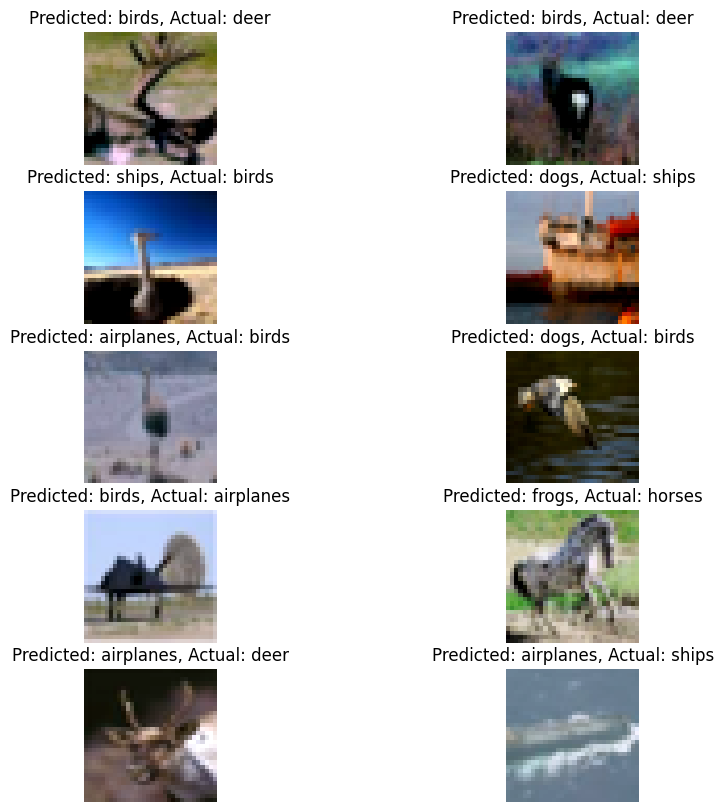 Predicted: birds, Actual: deer
Predicted: birds, Actual: deer
Predicted: ships, Actual: birds
Predicted: dogs, Actual: ships
Predicted: airplanes, Actual: birds
Predicted: dogs, Actual: birds
Predicted: birds, Actual: airplanes
Predicted: frogs, Actual: horses
Predicted: airplanes, Actual: deer
Predicted: airplanes, Actual: ships